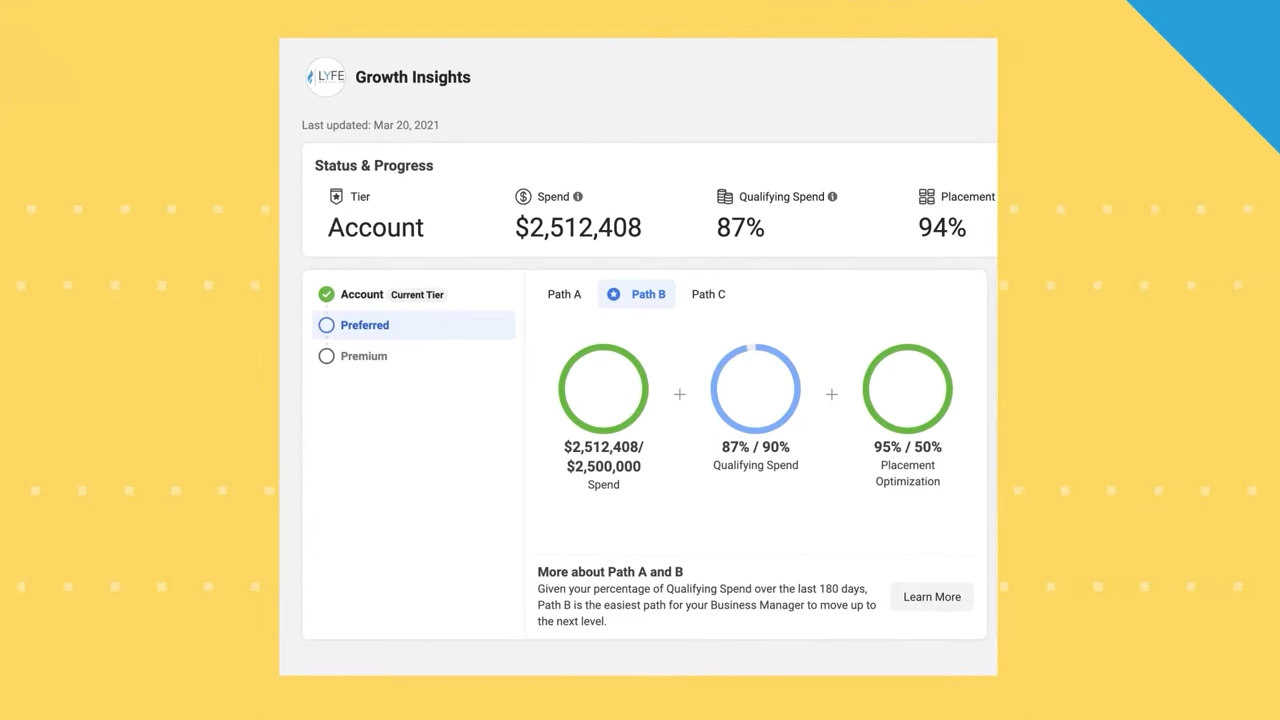 LYFE
Growth Insights
Last updated: Mar 20, 2021
Status & Progress
Tier
Spend
Qualifying Spend
Placement
Account
$2,512,408
87%
94%
Account Current Tier
Preferred
Premium
Path A
Path B
Path C
$2,512,408/
$2,500,000
Spend
87% / 90%
Qualifying Spend
95% / 50%
Placement
Optimization
More about Path A and B
Given your percentage of Qualifying Spend over the last 180 days,
Path B is the easiest path for your Business Manager to move up to
the next level.
Learn More